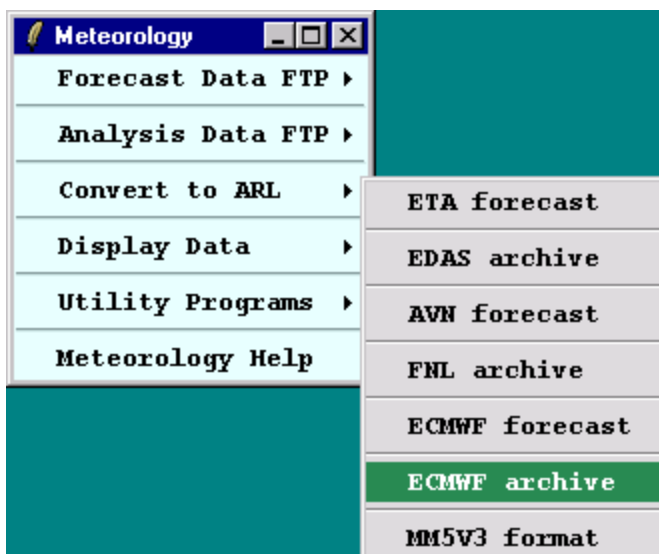 Meteorology
Forecast Data FTP
Analysis Data FTP
Convert to ARL
Display Data
Utility Programs
Meteorology Help
ETA forecast
EDAS archive
AVN forecast
FNL archive
ECMWF forecast
ECMWF archive
MM5V3 format